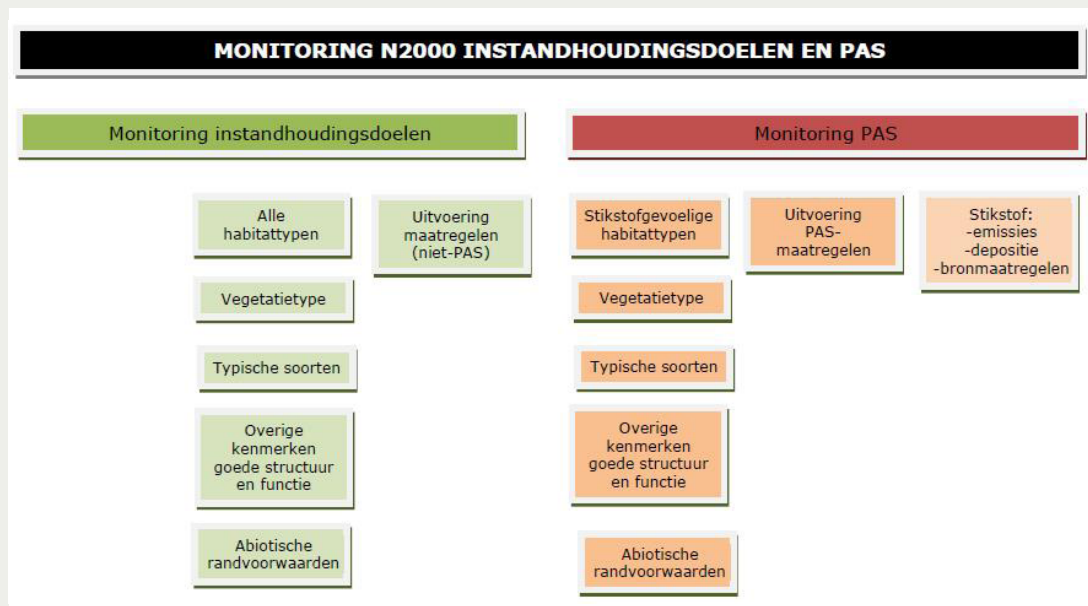 MONITORING N2000 INSTANDHOUDINGSDOELEN EN PAS
Monitoring instandhoudingsdoelen
Alle
habitattypen
Uitvoering
maatregelen
(niet-PAS)
Vegetatietype
Typische soorten
Overige
kenmerken
goede structuur
en functie
Abiotische
randvoorwaarden
Monitoring PAS
Stikstofgevoelige
habitattypen
Uitvoering
PAS-
maatregelen
Stikstof:
-emissies
-depositie
-bronmaatregelen
Vegetatietype
Typische soorten
Overige
kenmerken
goede structuur
en functie
Abiotische
randvoorwaarden